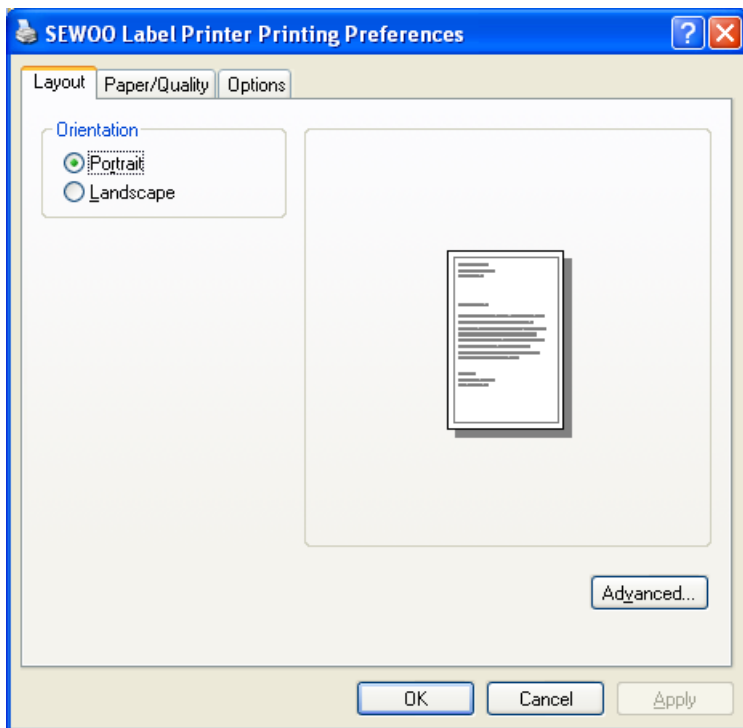 SEWOO Label Printer Printing Preferences
Layout Paper/Quality Options
Orientation
Portrait
Landscape
Advanced...
OK Cancel Apply